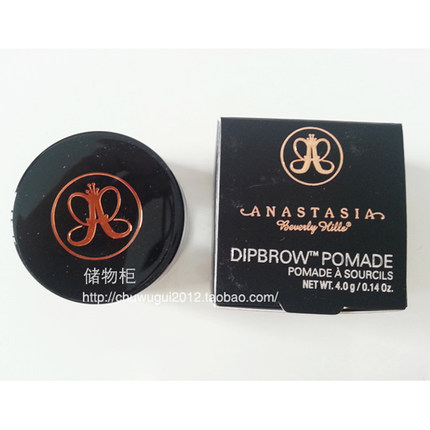 ANASTASIA
Beverly Hills
DIPBROW™ POMADE
POMADE À SOURCILS
NET WT. 4.0 g / 0.14 Oz.
储物柜
http://chuwugui2012.taobao.com/